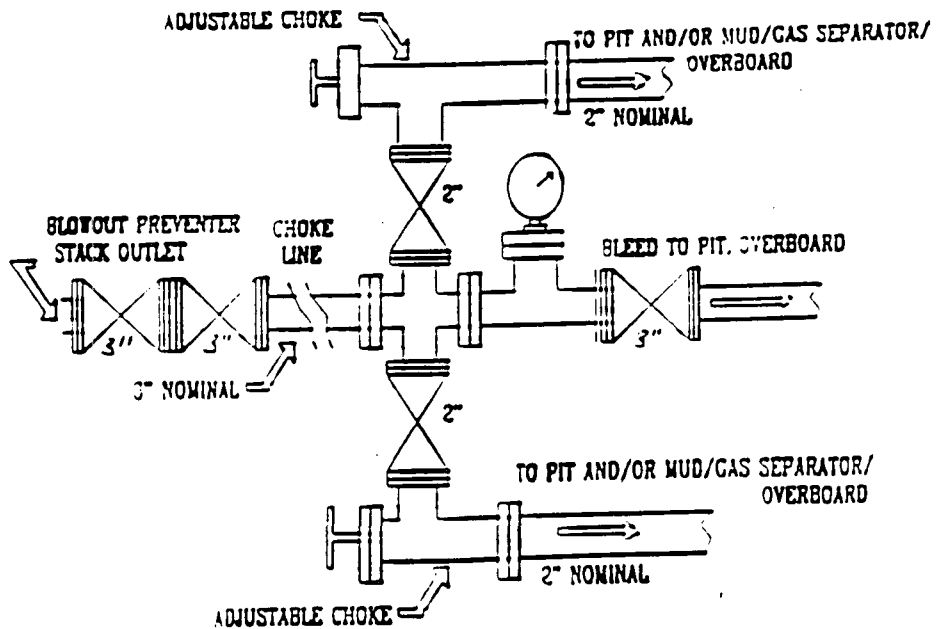 ADJUSTABLE CHOKE
TO PIT AND/OR MUD/GAS SEPARATOR/
OVERBOARD
2" NOMINAL
2"
BLOWOUT PREVENTER
STACK OUTLET
CHOKE
LINE
BLEED TO PIT, OVERBOARD
3"
3"
3"
3" NOMINAL
2"
TO PIT AND/OR MUD/GAS SEPARATOR/
OVERBOARD
2" NOMINAL
ADJUSTABLE CHOKE